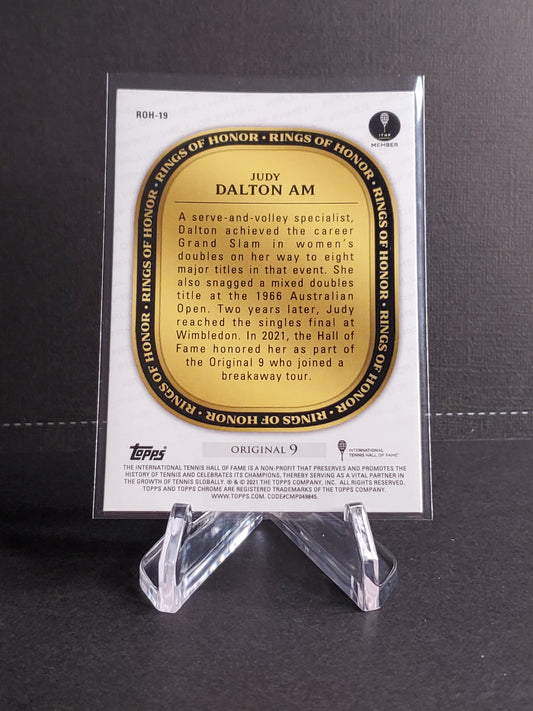 ROH-19
ITHF
MEMBER
RINGS OF HONOR • RINGS OF HONOR • RINGS OF HONOR • RINGS OF HONOR • RINGS OF HONOR • RINGS OF HONOR •
JUDY
DALTON AM
A serve-and-volley specialist,
Dalton achieved the career
Grand Slam in women's
doubles on her way to eight
major titles in that event. She
also snagged a mixed doubles
title at the 1966 Australian
Open. Two years later, Judy
reached the singles final at
Wimbledon. In 2021, the Hall of
Fame honored her as part of
the Original 9 who joined a
breakaway tour.
topps
ORIGINAL 9
INTERNATIONAL
TENNIS HALL OF FAME
THE INTERNATIONAL TENNIS HALL OF FAME IS A NON-PROFIT THAT PRESERVES AND PROMOTES THE
HISTORY OF TENNIS AND CELEBRATES ITS CHAMPIONS, THEREBY SERVING AS A VITAL PARTNER IN
THE GROWTH OF TENNIS GLOBALLY. ® & © 2021 THE TOPPS COMPANY, INC. ALL RIGHTS RESERVED.
TOPPS AND TOPPS CHROME ARE REGISTERED TRADEMARKS OF THE TOPPS COMPANY.
WWW.TOPPS.COM. CODE#CMP049845.